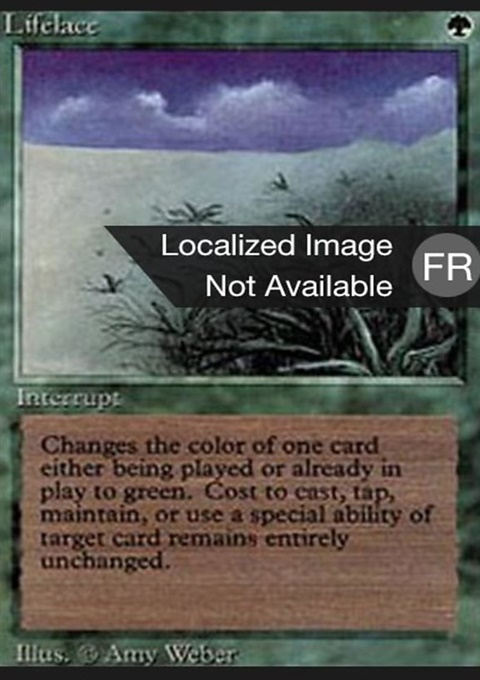 Lifelace
Localized Image
Not Available
FR
Interrupt
Changes the color of one card
either being played or already in
play to green. Cost to cast, tap,
maintain, or use a special ability of
target card remains entirely
unchanged.
Illus. © Amy Weber